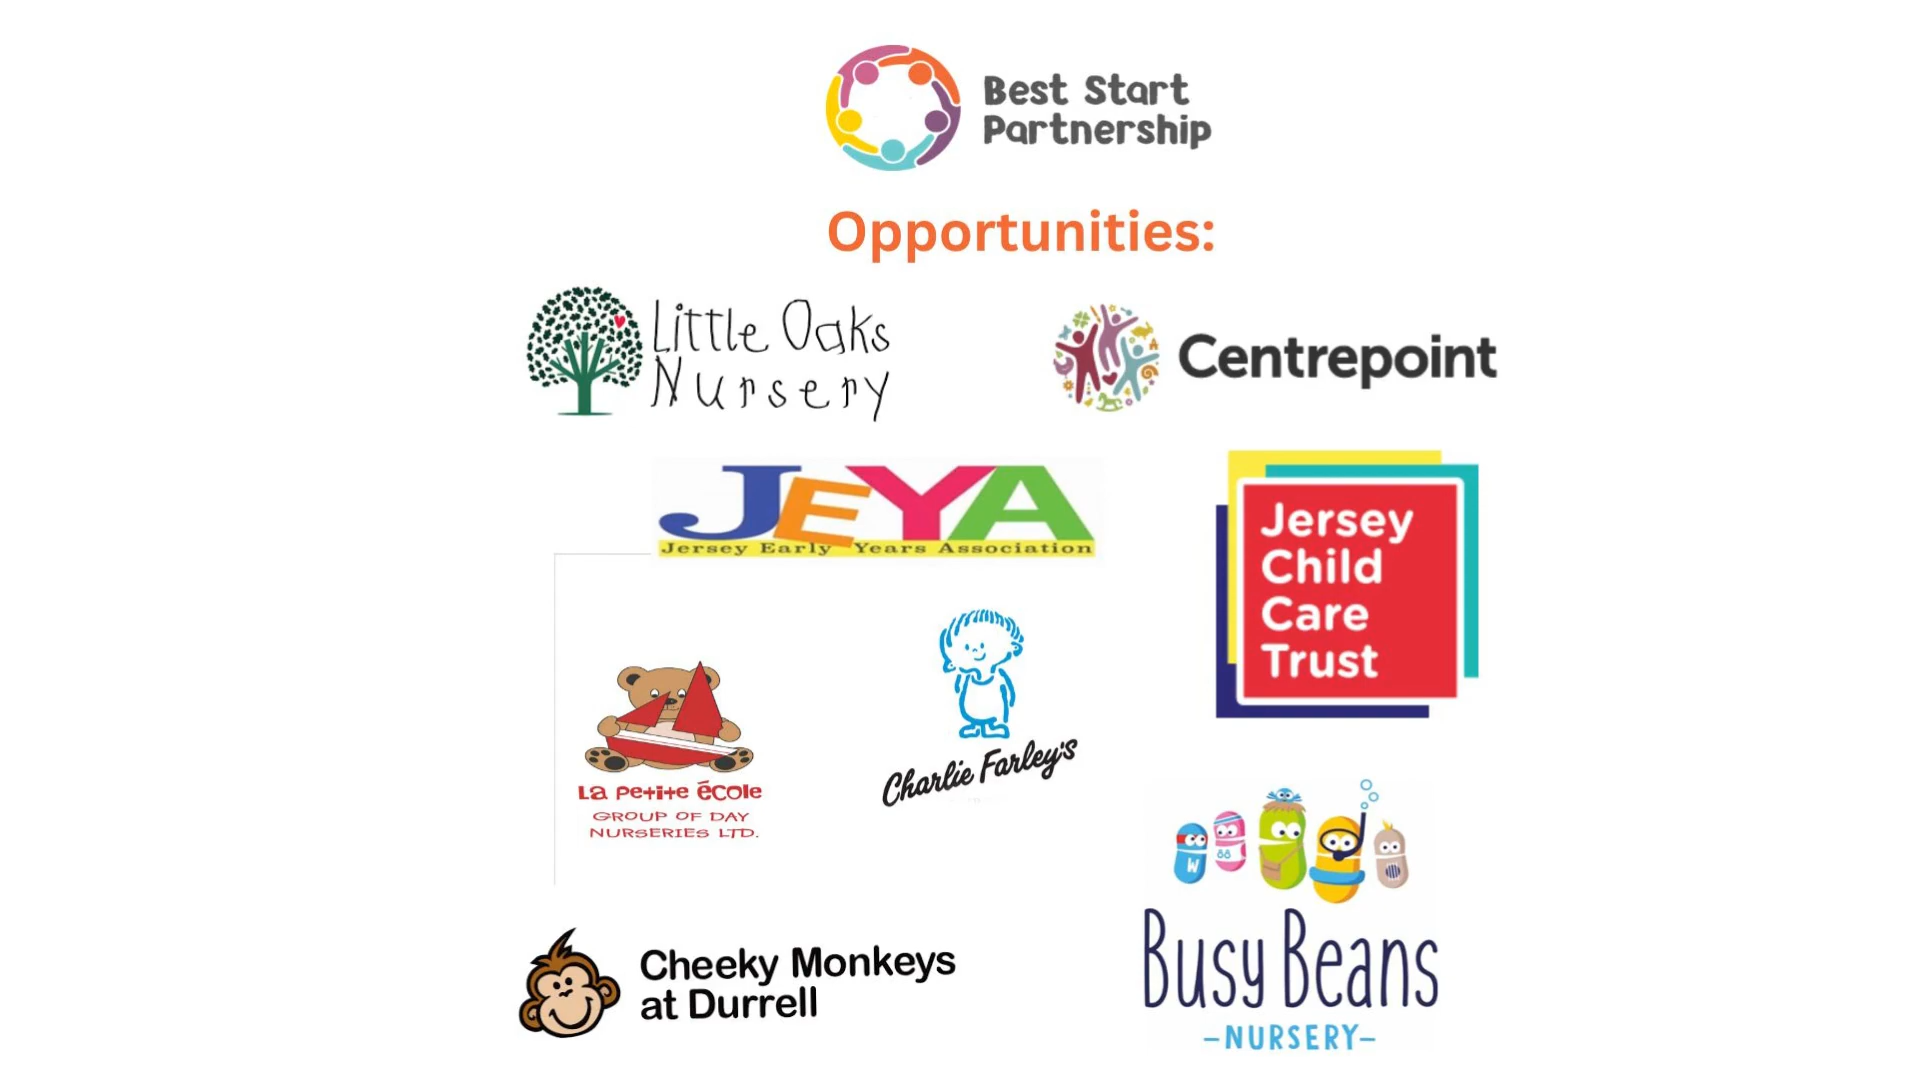 Best Start
Partnership
Opportunities:
Little Oaks
Nursery
Centrepoint
JEYA
Jersey Early Years Association
Jersey
Child
Care
Trust
La Petite école
GROUP OF DAY
NURSERIES LTD.
Charlie Farley's
W
Busy Beans
-NURSERY-
Cheeky Monkeys
at Durrell